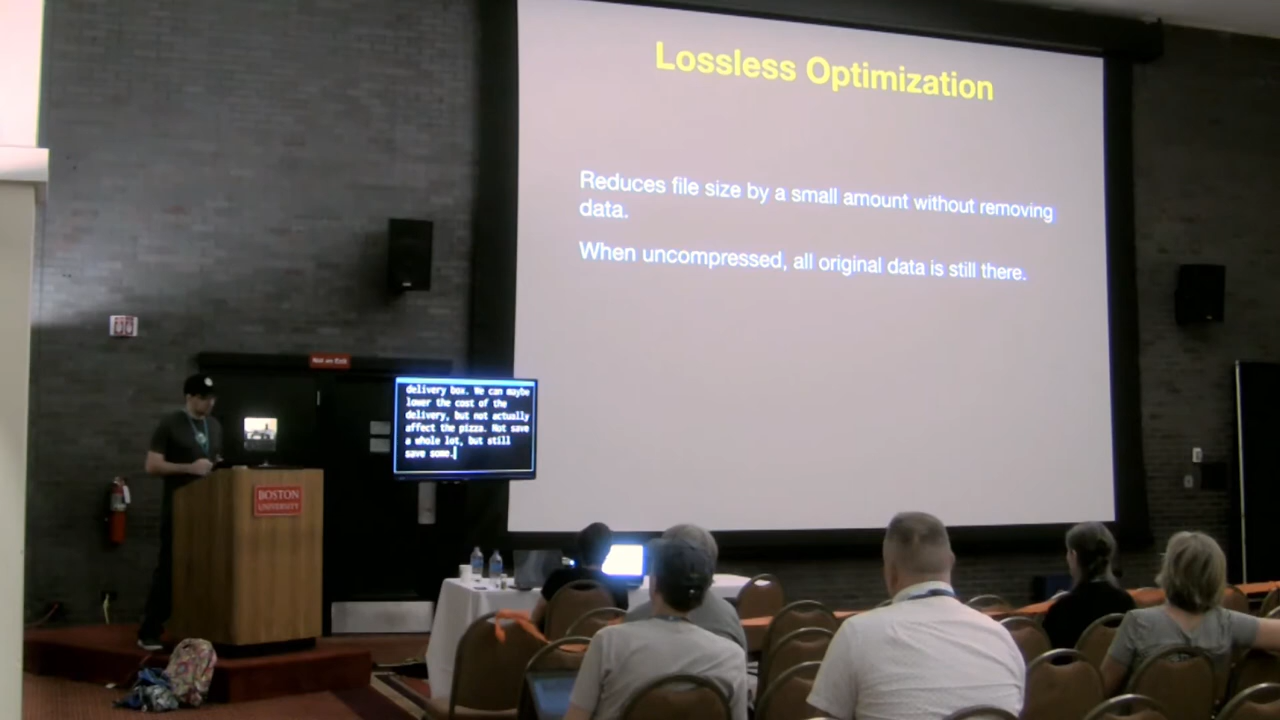 Lossless Optimization
Reduces file size by a small amount without removing
data.
When uncompressed, all original data is still there.
Not an Exit
delivery box. We can maybe
lower the cost of the
delivery, but not actually
affect the pizza. Not save
a whole lot, but still
save some.
BOSTON
UNIVERSITY